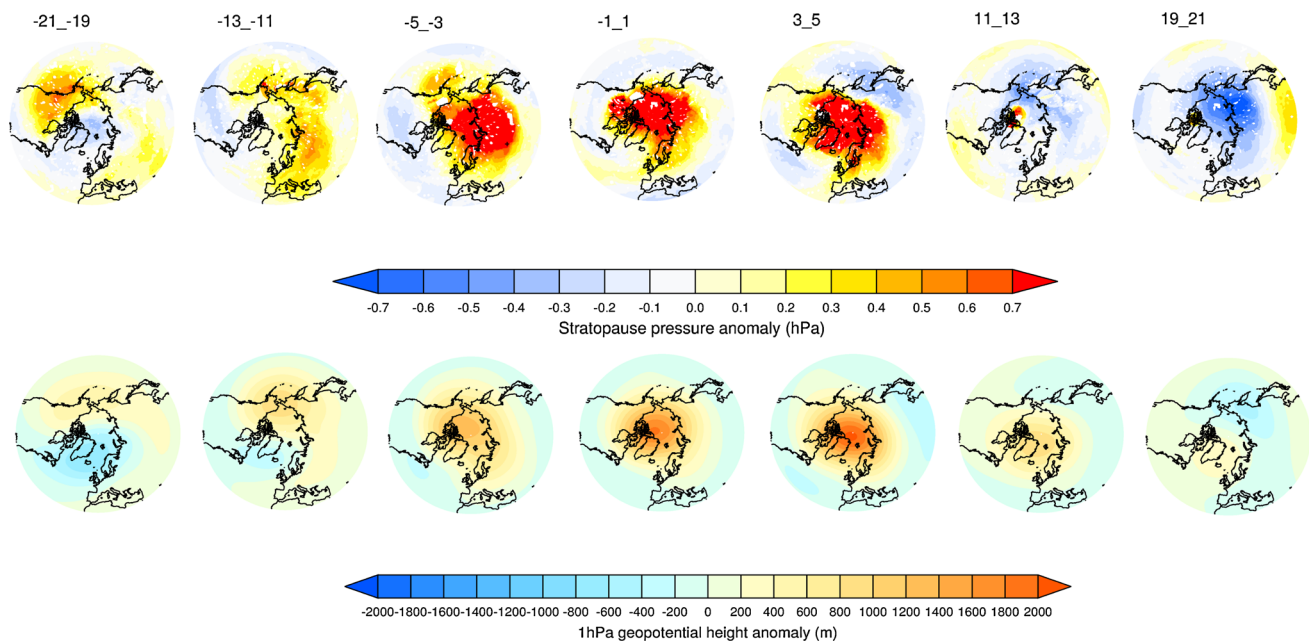 -21_-19 -13_-11 -5_-3 -1_1 3_5 11_13 19_21
-0.7 -0.6 -0.5 -0.4 -0.3 -0.2 -0.1 0.0 0.1 0.2 0.3 0.4 0.5 0.6 0.7
Stratopause pressure anomaly (hPa)
-2000-1800-1600-1400-1200-1000 -800 -600 -400 -200 0 200 400 600 800 1000 1200 1400 1600 1800 2000
1hPa geopotential height anomaly (m)